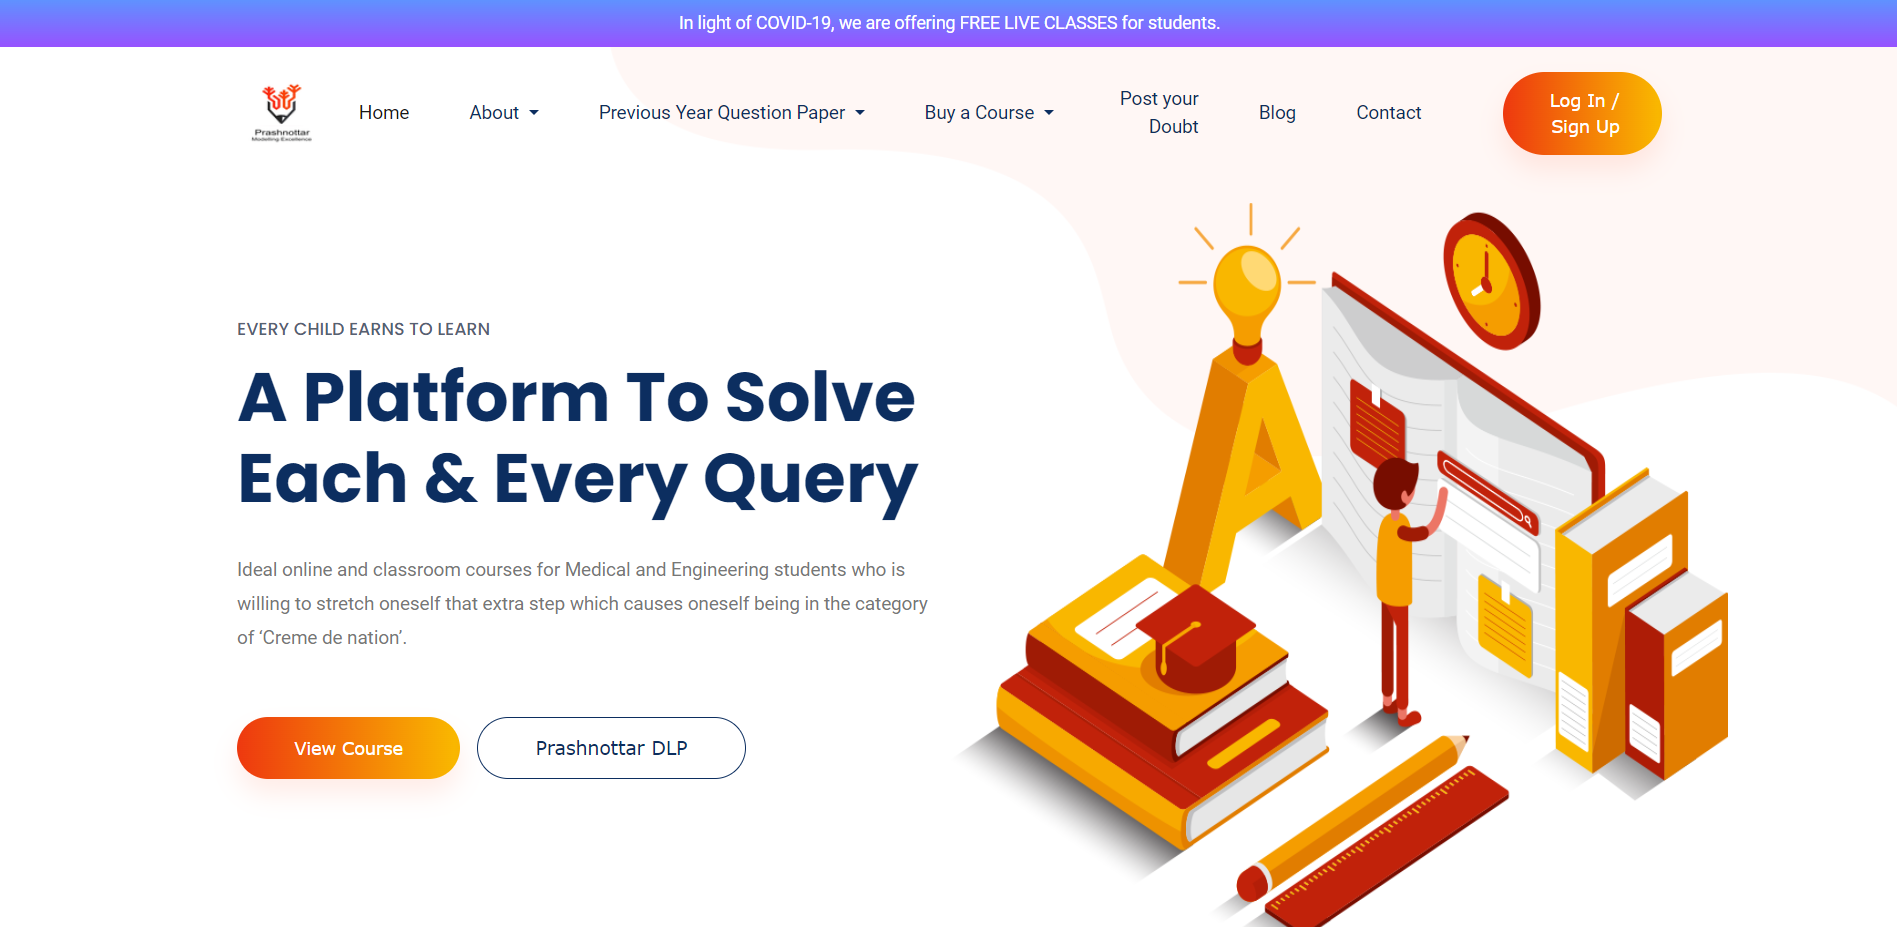 In light of COVID-19, we are offering FREE LIVE CLASSES for students.
Prashnottar
Modelling Excellence
Home
About
Previous Year Question Paper
Buy a Course
Post your
Doubt
Blog
Contact
Log In /
Sign Up
EVERY CHILD EARNS TO LEARN
A Platform To Solve
Each & Every Query
Ideal online and classroom courses for Medical and Engineering students who is
willing to stretch oneself that extra step which causes oneself being in the category
of ‘Creme de nation’.
View Course
Prashnottar DLP